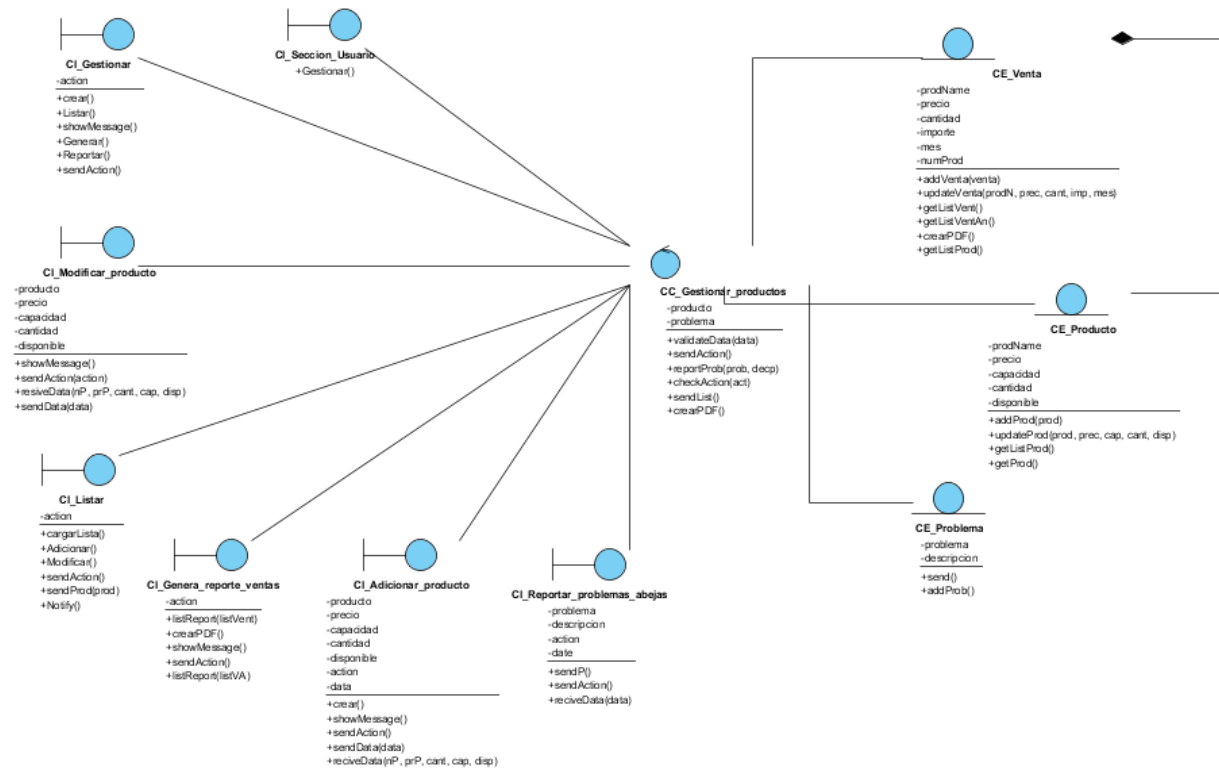 CI_Gestionar
-action
+crear()
+Listar()
+showMessage()
+Generar()
+Reportar()
+sendAction()
CI_Seccion_Usuario
+Gestionar()
CE_Venta
-prodName
-precio
-cantidad
-importe
-mes
-numProd
+addVenta(venta)
+updateVenta(prodN, prec, cant, imp, mes)
+getListVent()
+getListVentAn()
+crearPDF()
+getListProd()
CI_Modificar_producto
-producto
-precio
-capacidad
-cantidad
-disponible
+showMessage()
+sendAction(action)
+resiveData(nP, prP, cant, cap, disp)
+sendData(data)
CC_Gestionar_productos
-producto
-problema
+validateData(data)
+sendAction()
+reportProb(prob, decp)
+checkAction(act)
+sendList()
+crearPDF()
CE_Producto
-prodName
-precio
-capacidad
-cantidad
-disponible
+addProd(prod)
+updateProd(prod, prec, cap, cant, disp)
+getListProd()
+getProd()
CI_Listar
-action
+cargarLista()
+Adicionar()
+Modificar()
+sendAction()
+sendProd(prod)
+Notify()
CI_Genera_reporte_ventas
-action
+listReport(listVent)
+crearPDF()
+showMessage()
+sendAction()
+listReport(listVA)
CI_Adicionar_producto
-producto
-precio
-capacidad
-cantidad
-disponible
-action
-data
+crear()
+showMessage()
+sendAction()
+sendData(data)
+reciveData(nP, prP, cant, cap, disp)
CI_Reportar_problemas_abejas
-problema
-descripcion
-action
-date
+sendP()
+sendAction()
+reciveData(data)
CE_Problema
-problema
-descripcion
+send()
+addProb()